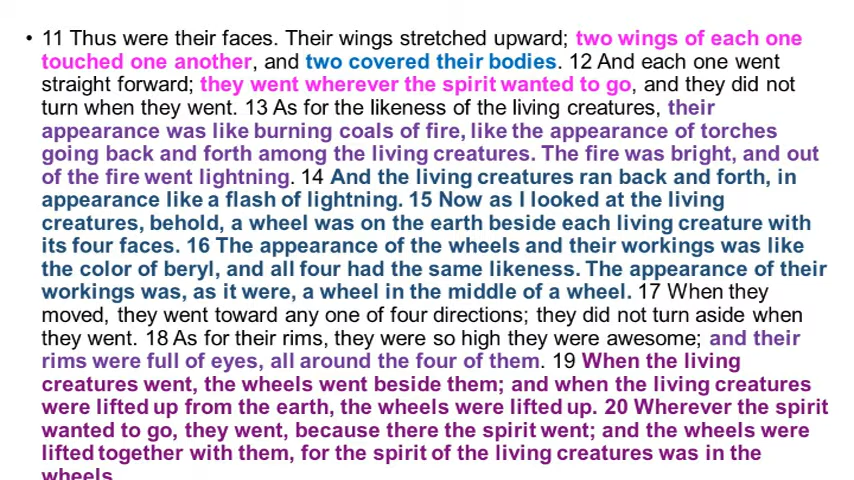 • 11 Thus were their faces. Their wings stretched upward; two wings of each one
touched one another, and two covered their bodies. 12 And each one went
straight forward; they went wherever the spirit wanted to go, and they did not
turn when they went. 13 As for the likeness of the living creatures, their
appearance was like burning coals of fire, like the appearance of torches
going back and forth among the living creatures. The fire was bright, and out
of the fire went lightning. 14 And the living creatures ran back and forth, in
appearance like a flash of lightning. 15 Now as I looked at the living
creatures, behold, a wheel was on the earth beside each living creature with
its four faces. 16 The appearance of the wheels and their workings was like
the color of beryl, and all four had the same likeness. The appearance of their
workings was, as it were, a wheel in the middle of a wheel. 17 When they
moved, they went toward any one of four directions; they did not turn aside when
they went. 18 As for their rims, they were so high they were awesome; and their
rims were full of eyes, all around the four of them. 19 When the living
creatures went, the wheels went beside them; and when the living creatures
were lifted up from the earth, the wheels were lifted up. 20 Wherever the spirit
wanted to go, they went, because there the spirit went; and the wheels were
lifted together with them, for the spirit of the living creatures was in the
wheels.